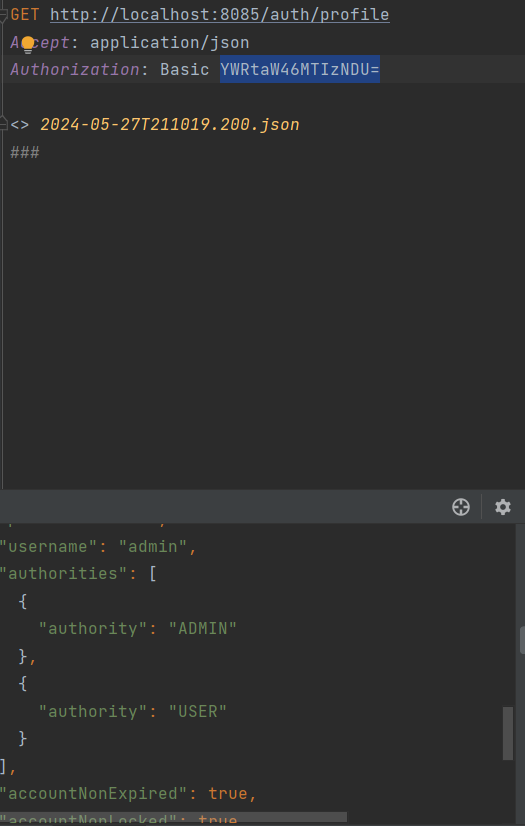 GET http://localhost:8085/auth/profile
Accept: application/json
Authorization: Basic YWRtaW46MTIzNDU=
<> 2024-05-27T211019.200.json
###
"username": "admin",
"authorities": [
{
"authority": "ADMIN"
},
{
"authority": "USER"
}
],
"accountNonExpired": true,
"accountNonLocked": true